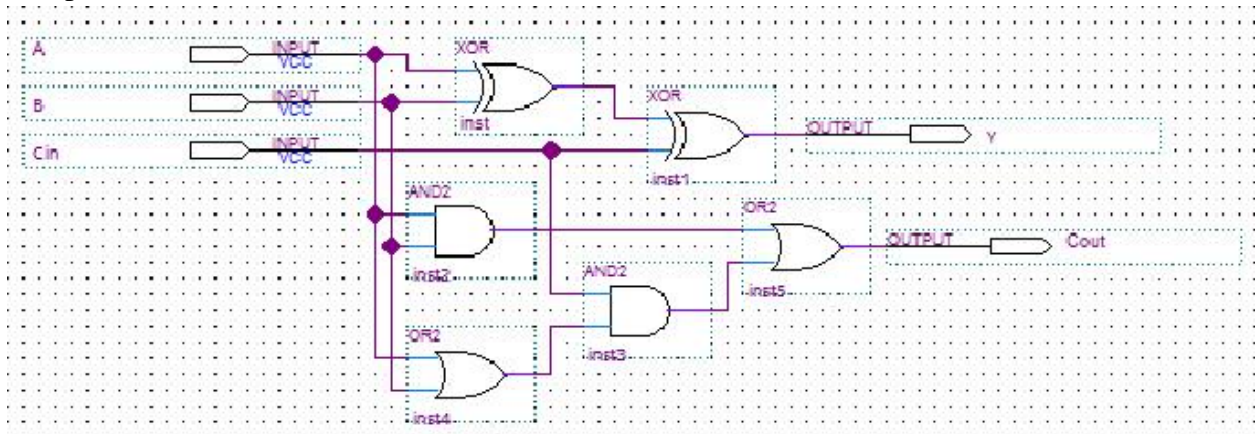 A
INPUT
VCC
XOR
inst
B
INPUT
VCC
XOR
inst1
OUTPUT
Y
Cin
INPUT
VCC
AND2
inst2
OR2
inst5
OUTPUT
Cout
AND2
inst3
OR2
inst4